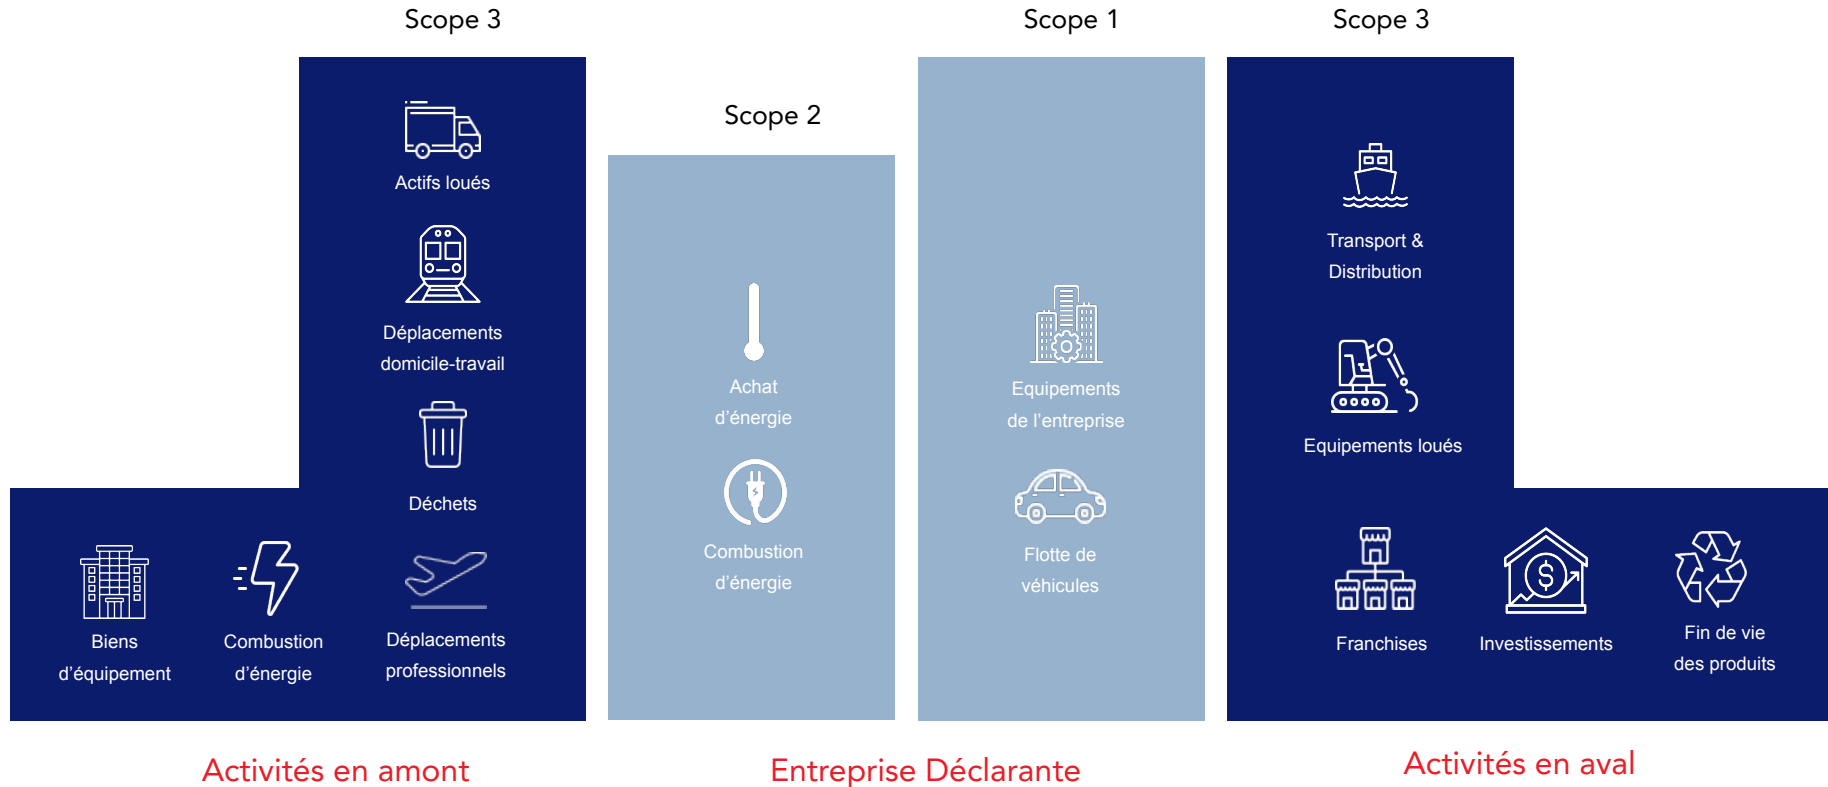 Scope 3
Actifs loués
Déplacements
domicile-travail
Déchets
Biens
d’équipement
Combustion
d’énergie
Déplacements
professionnels
Activités en amont
Scope 2
Achat
d’énergie
Combustion
d’énergie
Scope 1
Equipements
de l’entreprise
Flotte de
véhicules
Entreprise Déclarante
Scope 3
Transport &
Distribution
Equipements loués
Franchises
Investissements
Fin de vie
des produits
Activités en aval